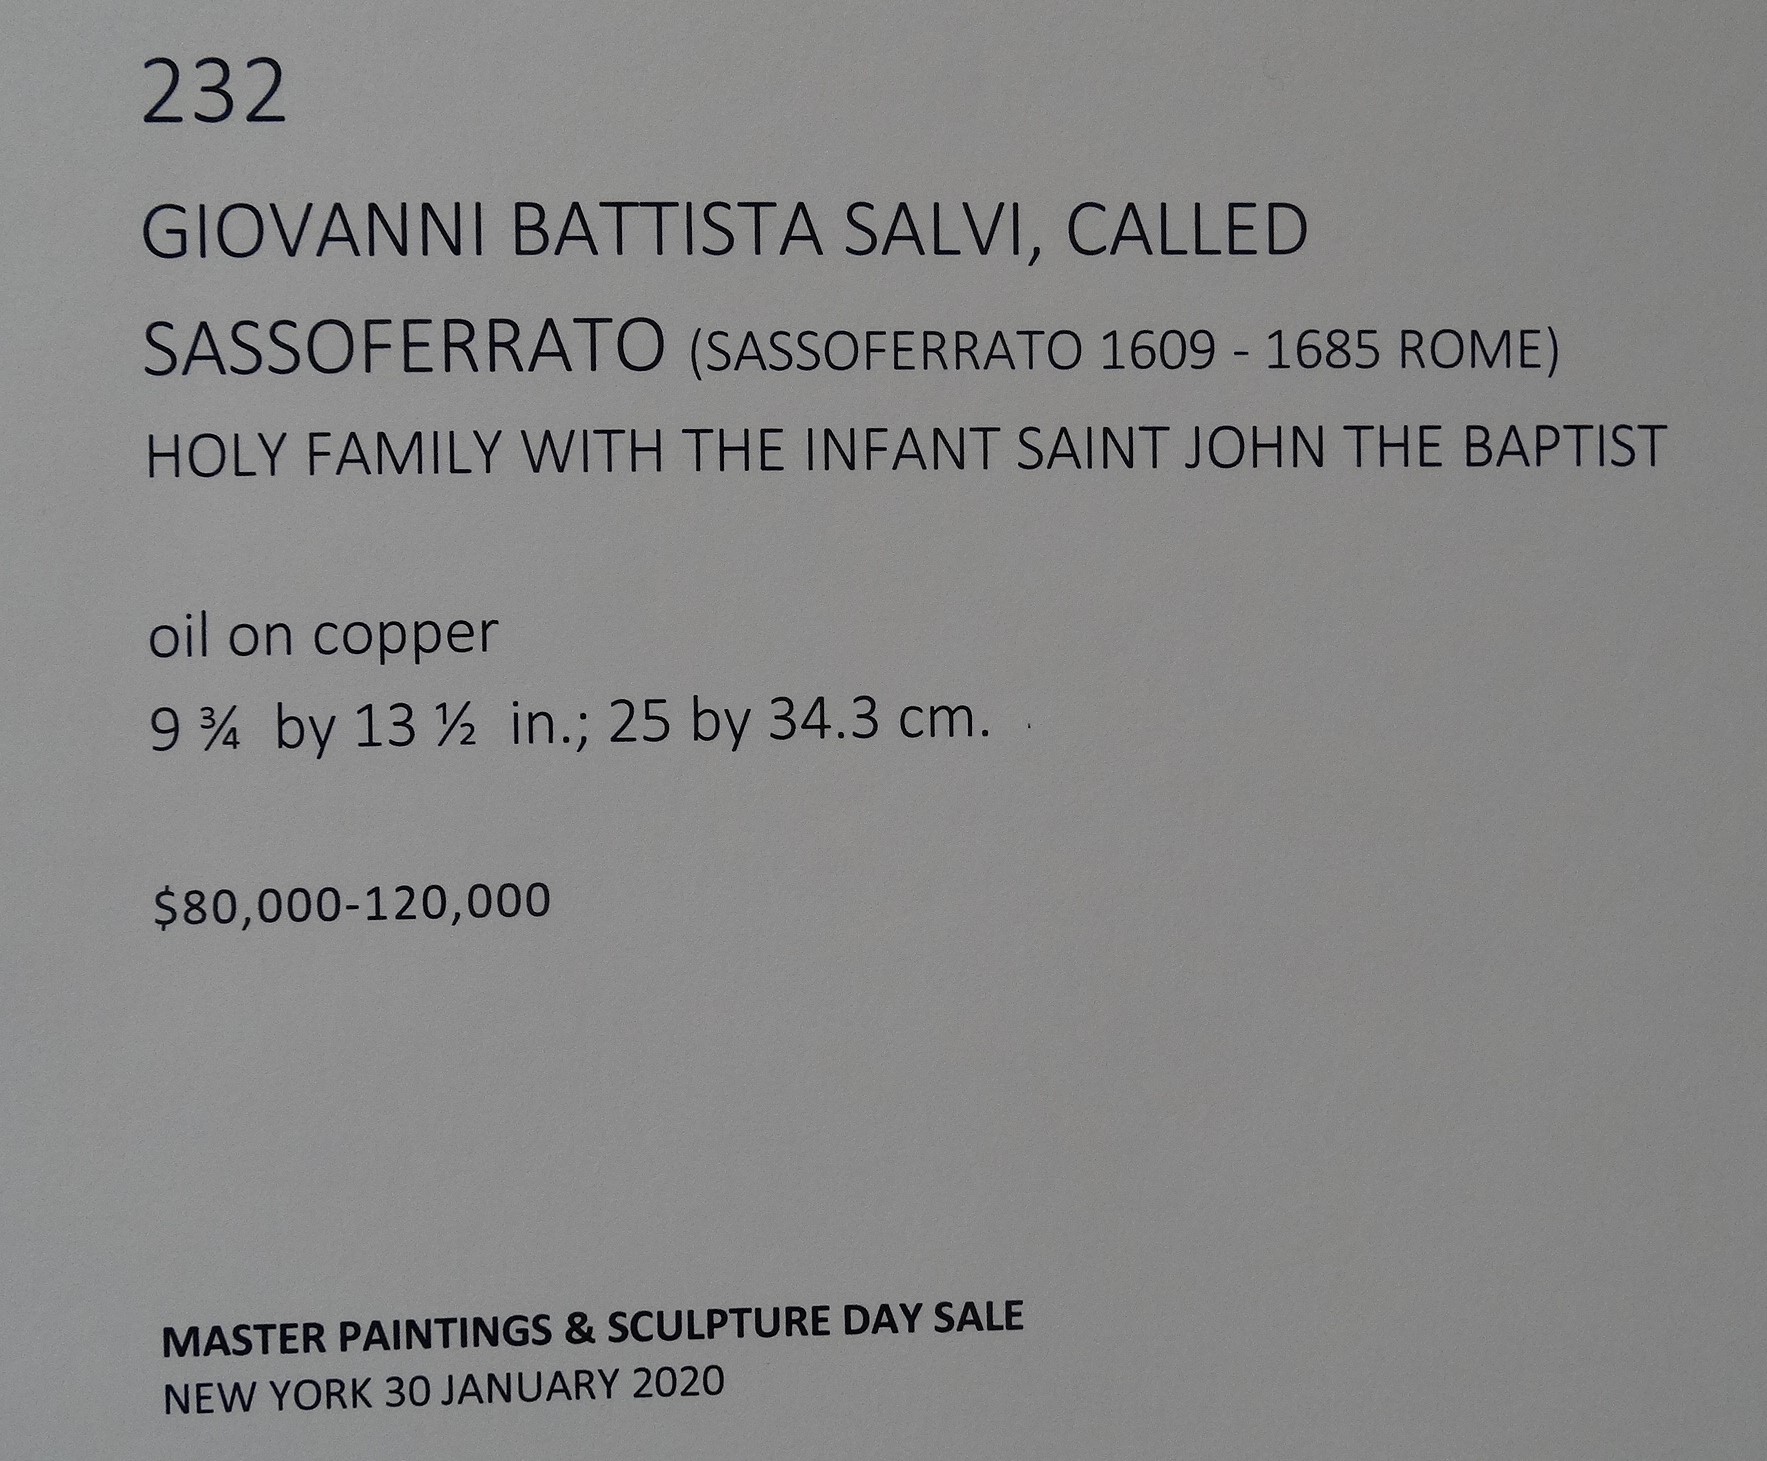 232
GIOVANNI BATTISTA SALVI, CALLED
SASSOFERRATO (SASSOFERRATO 1609 - 1685 ROME)
HOLY FAMILY WITH THE INFANT SAINT JOHN THE BAPTIST
oil on copper
9 ¾ by 13 ½ in.; 25 by 34.3 cm.
$80,000-120,000
MASTER PAINTINGS & SCULPTURE DAY SALE
NEW YORK 30 JANUARY 2020